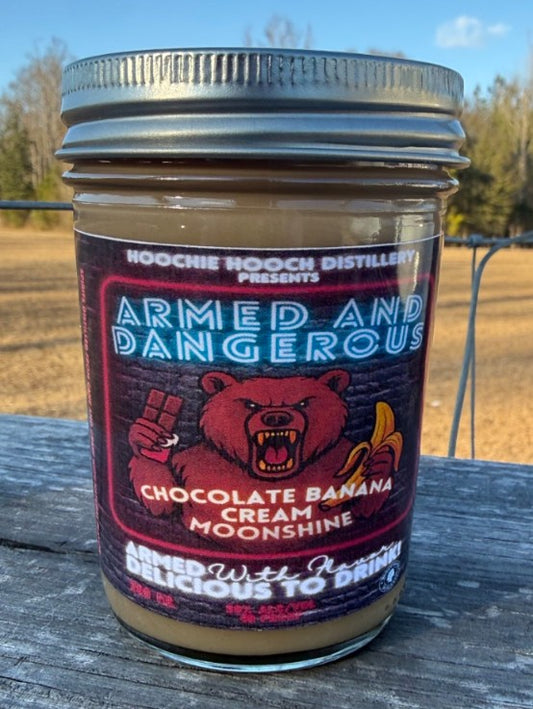 HOOCHIE HOOCH DISTILLERY
PRESENTS
ARMED AND
DANGEROUS
CHOCOLATE BANANA
CREAM
MOONSHINE
ARMED With Flavor
DELICIOUS TO DRINK!